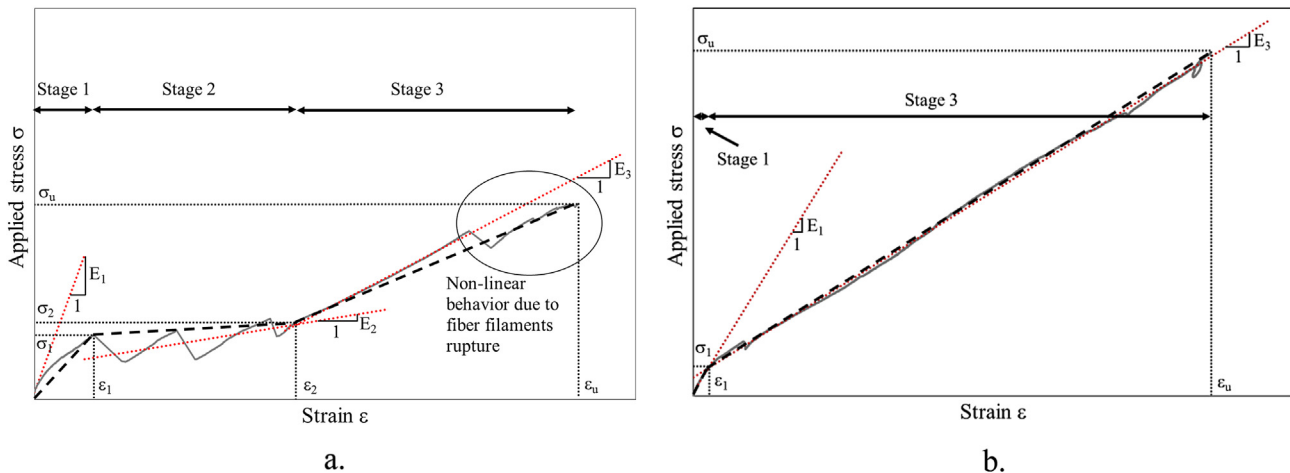 Stage 1
Stage 2
Stage 3
Applied stress σ
σu
σ2
σ1
E1
1
E2
1
E3
1
Non-linear
behavior due to
fiber filaments
rupture
ε1
ε2
εu
Strain ε
a.
σu
E3
1
Stage 3
Stage 1
Applied stress σ
E1
1
σ1
ε1
εu
Strain ε
b.